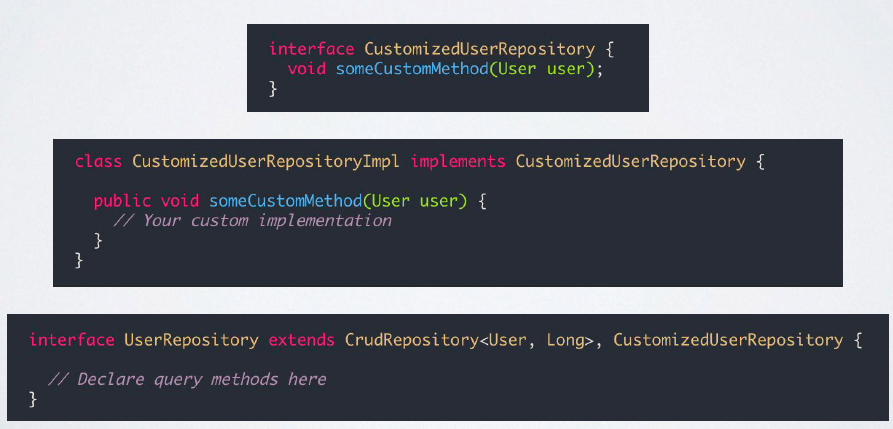 interface CustomizedUserRepository {
void someCustomMethod(User user);
}
class CustomizedUserRepositoryImpl implements CustomizedUserRepository {
public void someCustomMethod(User user) {
// Your custom implementation
}
}
interface UserRepository extends CrudRepository<User, Long>, CustomizedUserRepository {
// Declare query methods here
}